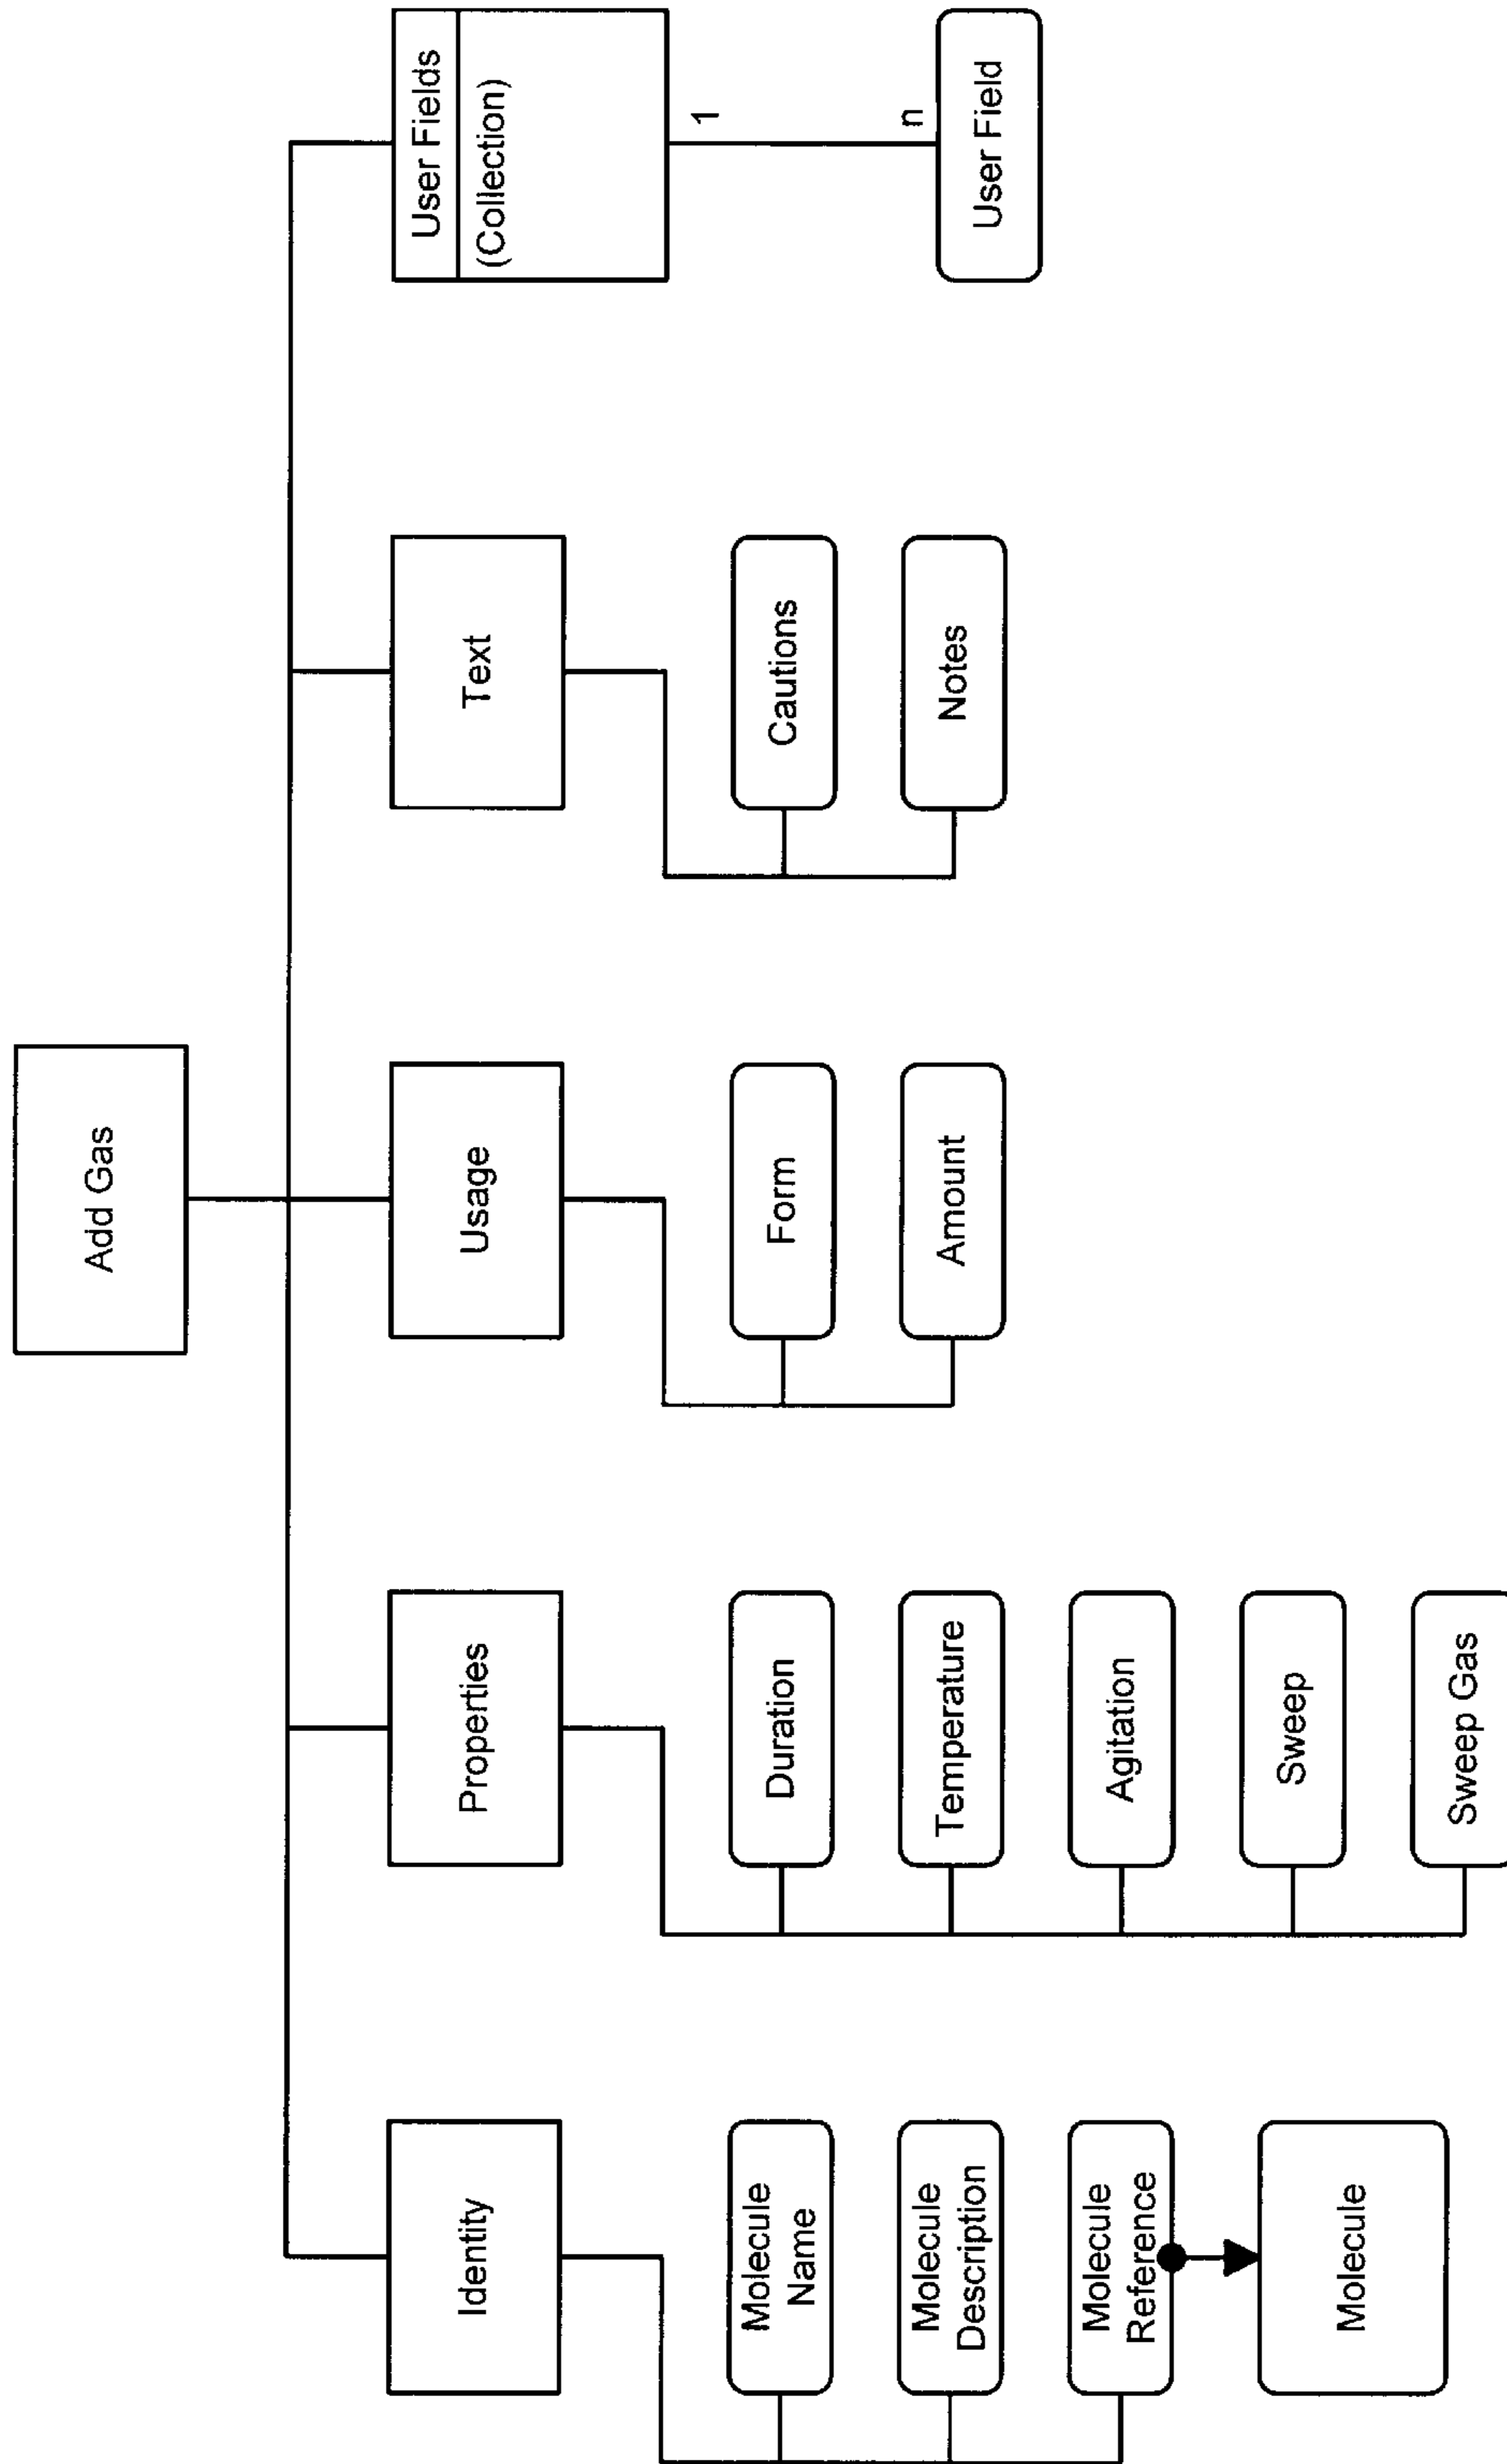 Add Gas
Identity
Molecule
Name
Molecule
Description
Molecule
Reference
Molecule
Properties
Duration
Temperature
Agitation
Sweep
Sweep Gas
Usage
Form
Amount
Text
Cautions
Notes
User Fields
(Collection)
1
n
User Field